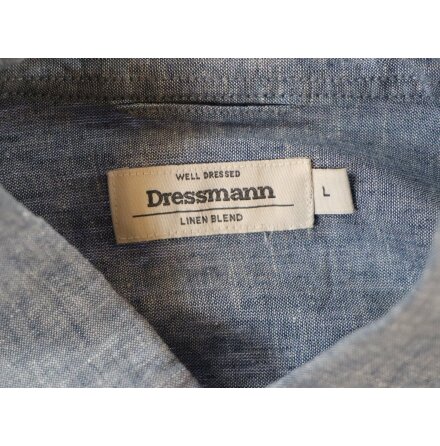 WELL DRESSED
Dressmann
LINEN BLEND
L